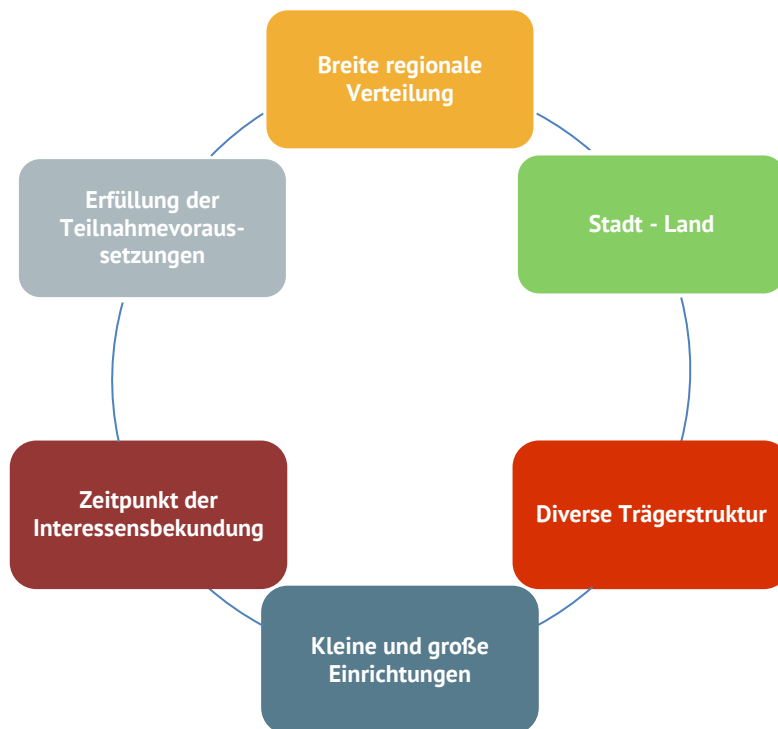 Breite regionale
Verteilung
Stadt - Land
Diverse Trägerstruktur
Kleine und große
Einrichtungen
Zeitpunkt der
Interessensbekundung
Erfüllung der
Teilnahmevoraus-
setzungen